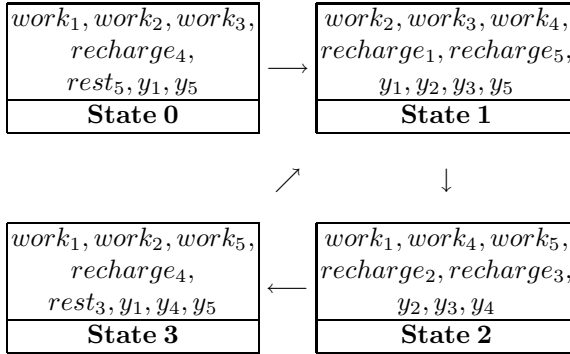 work₁, work₂, work₃,
recharge₄,
rest₅, y₁, y₅
State 0
work₂, work₃, work₄,
recharge₁, recharge₅,
y₁, y₂, y₃, y₅
State 1
work₁, work₂, work₅,
recharge₄,
rest₃, y₁, y₄, y₅
State 3
work₁, work₄, work₅,
recharge₂, recharge₃,
y₂, y₃, y₄
State 2